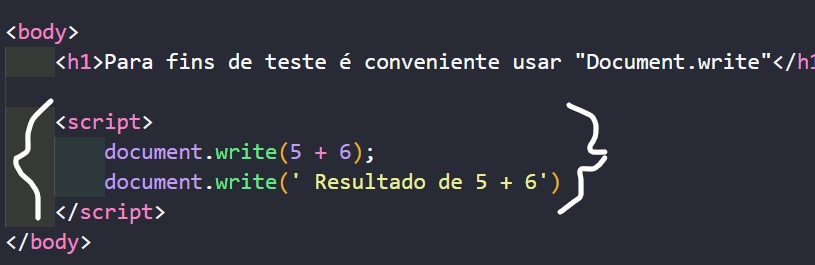 <body>
<h1>Para fins de teste é conveniente usar "Document.write"</h1
<script>
document.write(5 + 6);
document.write(' Resultado de 5 + 6')
</script>
</body>